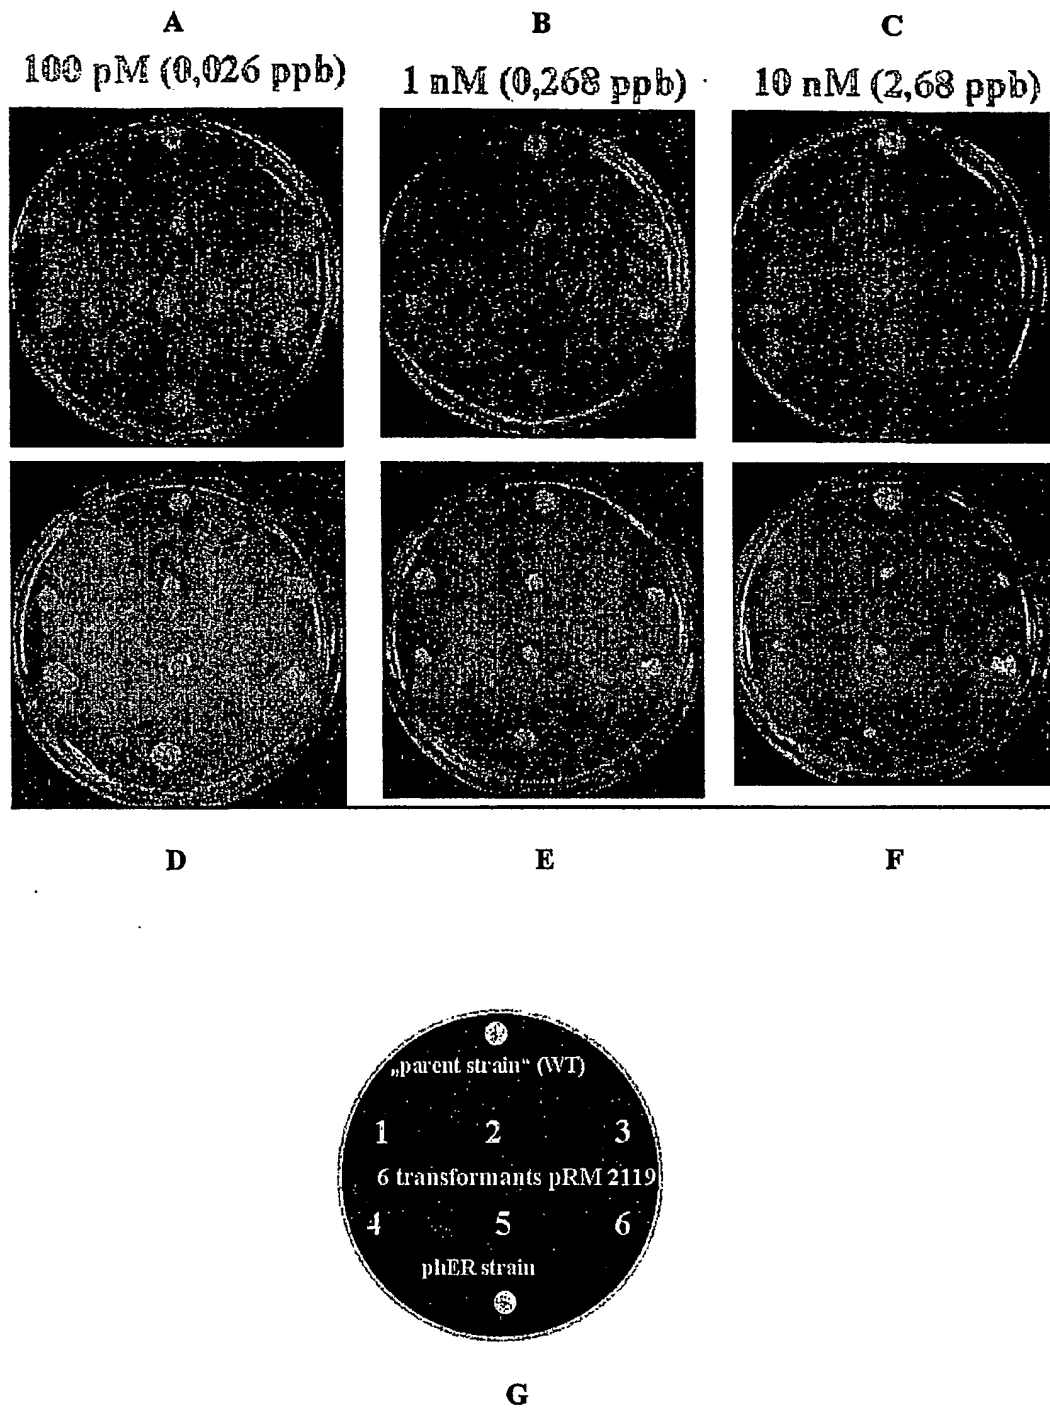 A
B
C
100 pM (0,026 ppb)
1 nM (0,268 ppb)
10 nM (2,68 ppb)
D
E
F
„parent strain“ (WT)
1 2 3
6 transformants pRM 2119
4 5 6
phER strain
G